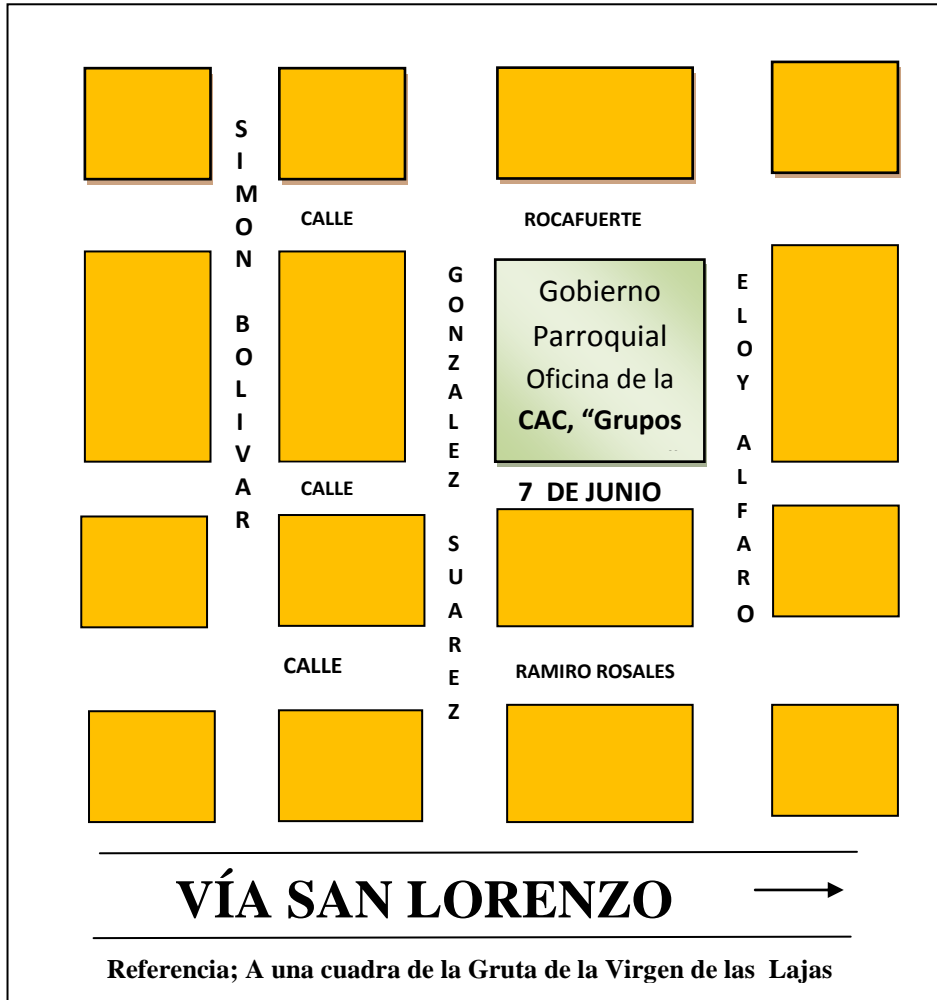 SIMON BOLIVAR
CALLE ROCAFUERTE
GONZALEZ SUAREZ
Gobierno
Parroquial
Oficina de la
CAC, “Grupos
ELOY ALFARO
CALLE 7 DE JUNIO
CALLE RAMIRO ROSALES
VÍA SAN LORENZO
Referencia; A una cuadra de la Gruta de la Virgen de las Lajas